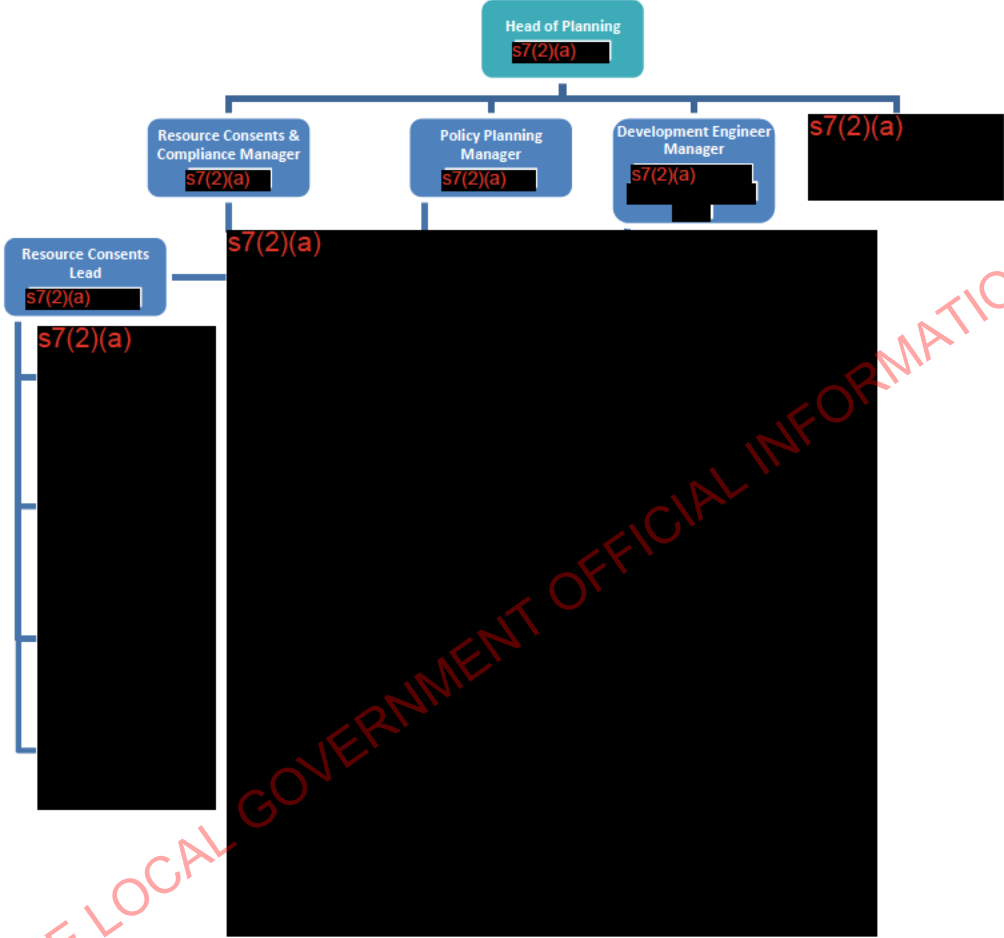 Head of Planning
s7(2)(a)
Resource Consents &
Compliance Manager
s7(2)(a)
Policy Planning
Manager
s7(2)(a)
Development Engineer
Manager
s7(2)(a)
s7(2)(a)
Resource Consents
Lead
s7(2)(a)
s7(2)(a)
s7(2)(a)
LOCAL GOVERNMENT OFFICIAL INFORMATIO